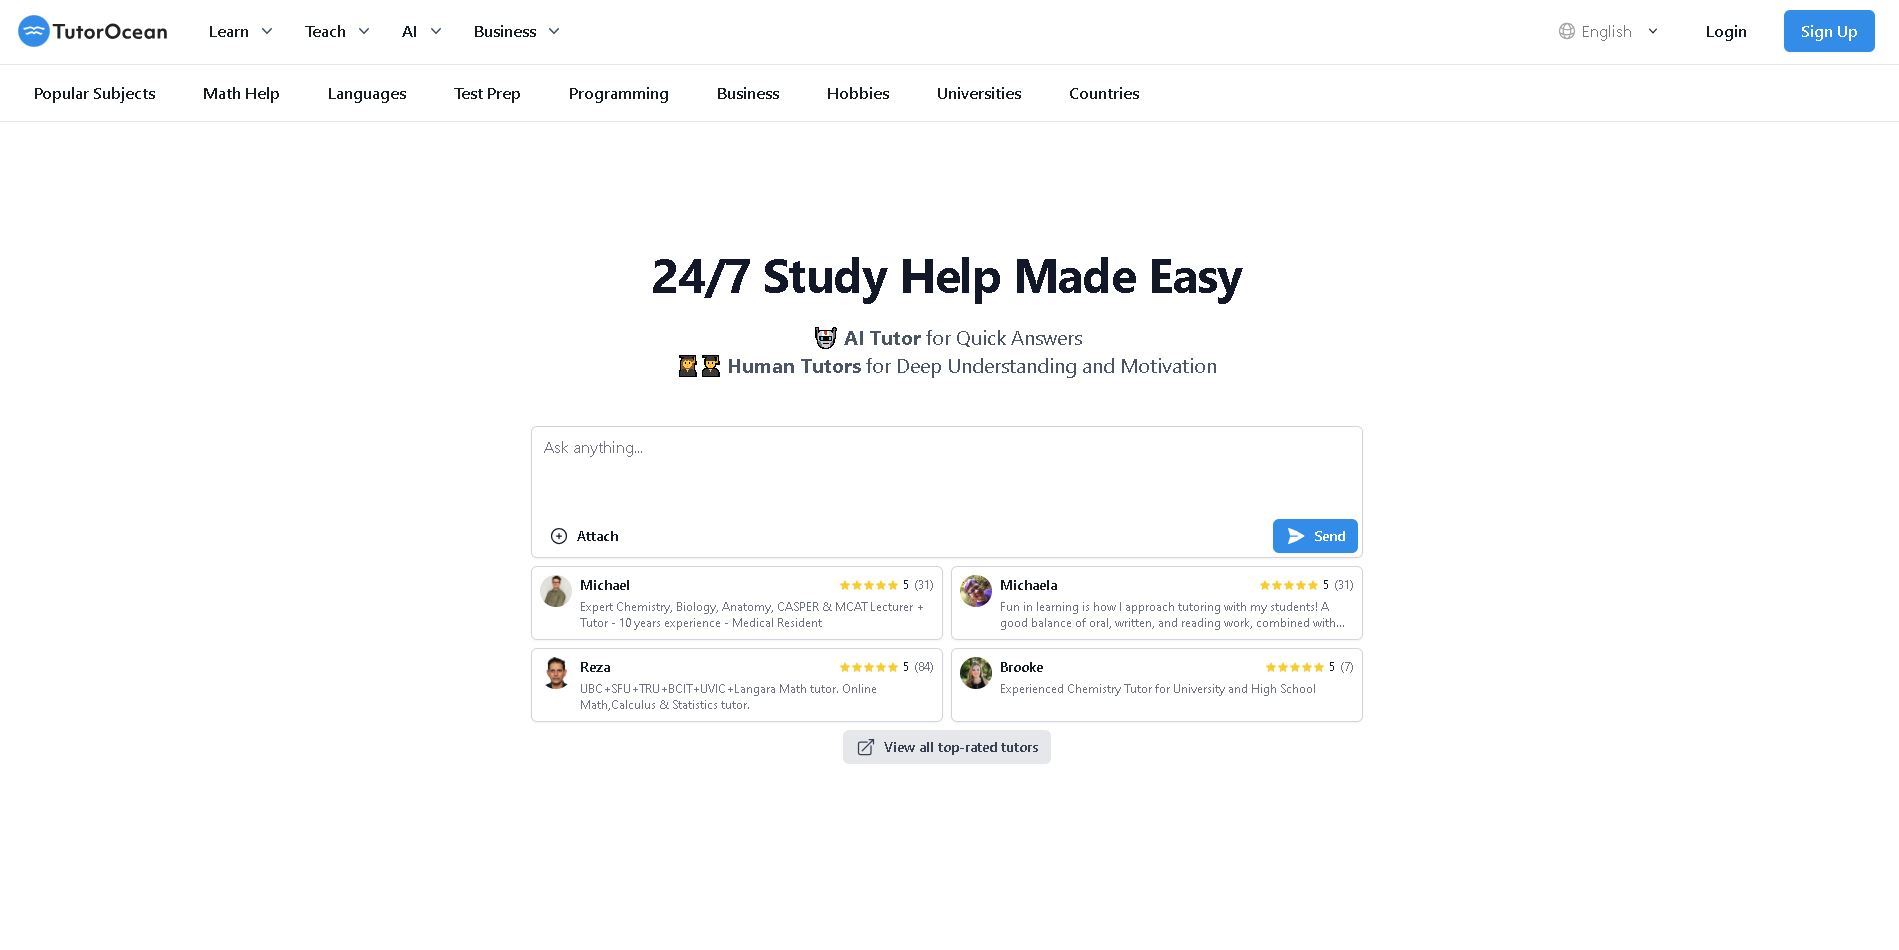 TutorOcean
Learn
Teach
AI
Business
English
Login
Sign Up
Popular Subjects
Math Help
Languages
Test Prep
Programming
Business
Hobbies
Universities
Countries
24/7 Study Help Made Easy
AI Tutor for Quick Answers
Human Tutors for Deep Understanding and Motivation
Ask anything...
Attach
Send
Michael
5 (31)
Expert Chemistry, Biology, Anatomy, CASPER & MCAT Lecturer +
Tutor - 10 years experience - Medical Resident
Michaela
5 (31)
Fun in learning is how I approach tutoring with my students! A
good balance of oral, written, and reading work, combined with...
Reza
5 (84)
UBC+SFU+TRU+BCIT+UVIC+Langara Math tutor. Online
Math,Calculus & Statistics tutor.
Brooke
5 (7)
Experienced Chemistry Tutor for University and High School
View all top-rated tutors